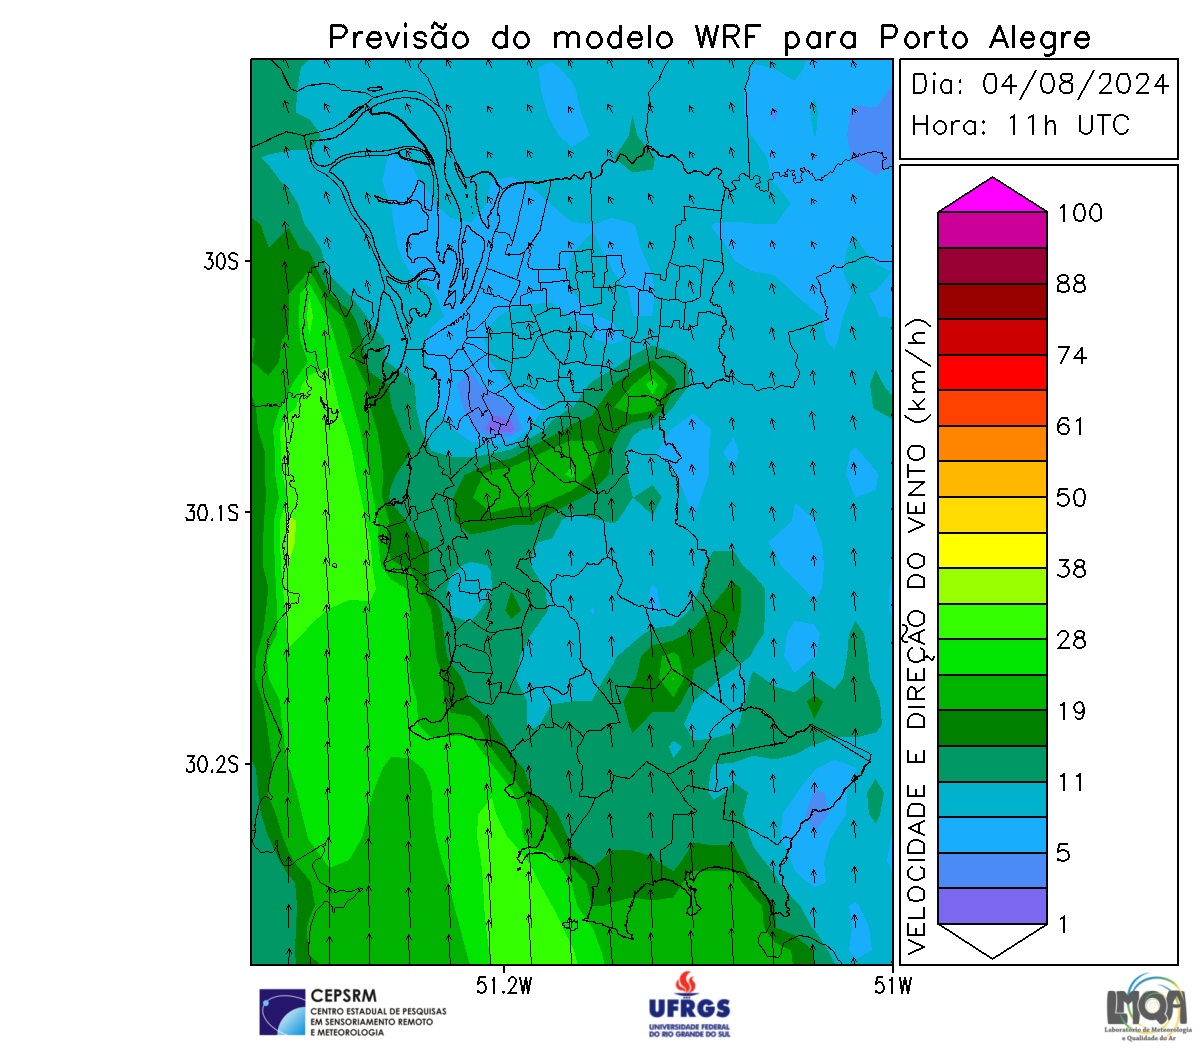 Previsão do modelo WRF para Porto Alegre
Dia: 04/08/2024
Hora: 11h UTC
30S
30.1S
30.2S
51.2W
51W
VELOCIDADE E DIREÇÃO DO VENTO (km/h)
100
88
74
61
50
38
28
19
11
5
1
CEPSRM
CENTRO ESTADUAL DE PESQUISAS
EM SENSORIAMENTO REMOTO
E METEOROLOGIA
UFRGS
UNIVERSIDADE FEDERAL
DO RIO GRANDE DO SUL
LMQA
Laboratório de Meteorologia
e Qualidade do Ar